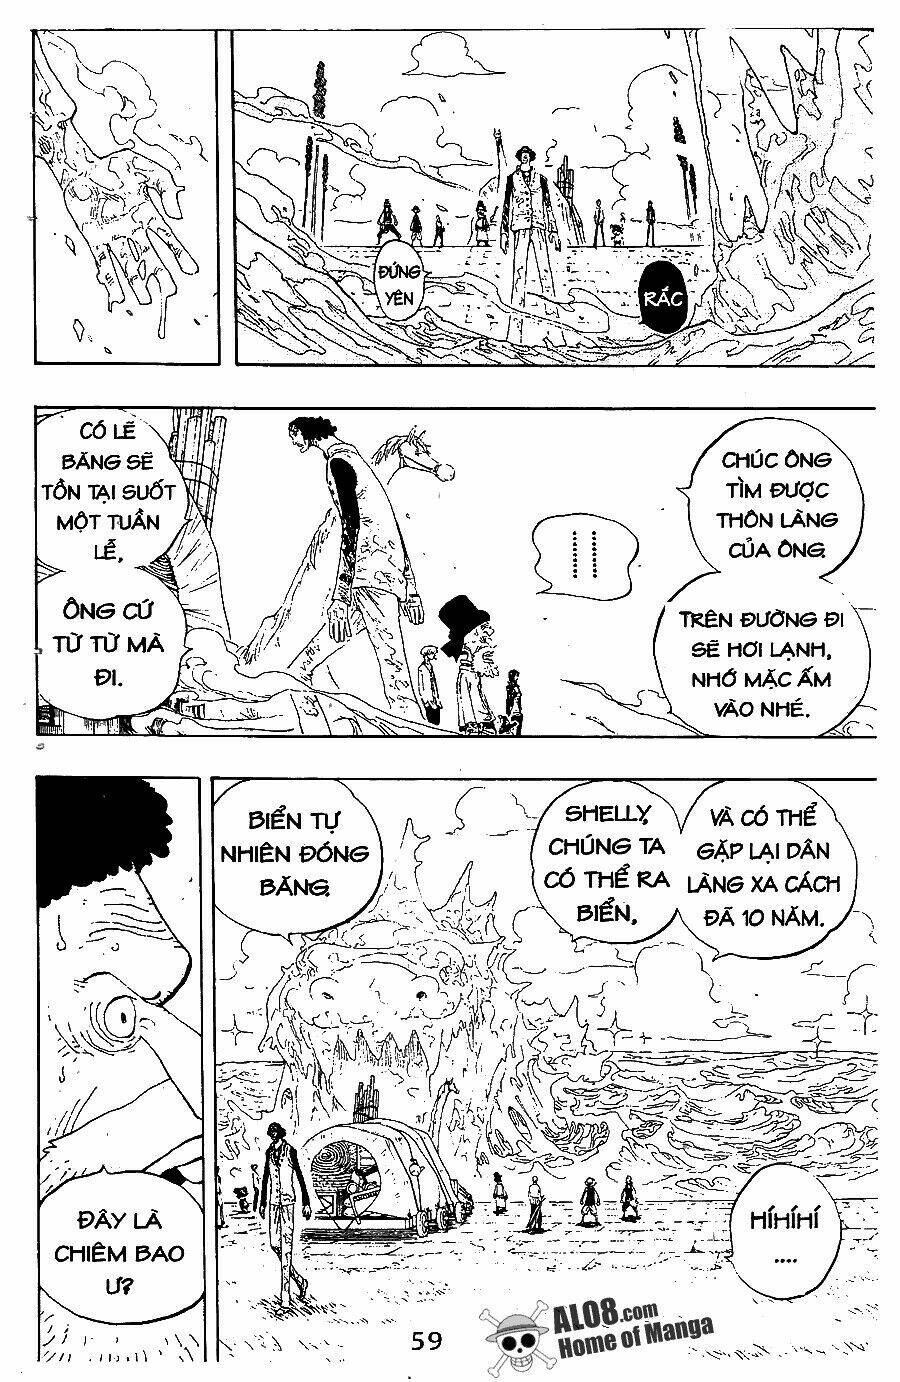 ĐỨNG
YÊN
RẮC
CÓ LẼ
BĂNG SẼ
TỒN TẠI SUỐT
MỘT TUẦN
LỄ,
ÔNG CỨ
TỪ TỪ MÀ
ĐI.
CHÚC ÔNG
TÌM ĐƯỢC
THÔN LÀNG
CỦA ÔNG.
TRÊN ĐƯỜNG ĐI
SẼ HƠI LẠNH,
NHỚ MẶC ẤM
VÀO NHÉ.
BIỂN TỰ
NHIÊN ĐÓNG
BĂNG.
SHELLY,
CHÚNG TA
CÓ THỂ RA
BIỂN,
VÀ CÓ THỂ
GẶP LẠI DÂN
LÀNG XA CÁCH
ĐÃ 10 NĂM.
ĐÂY LÀ
CHIÊM BAO
Ư?
HÍHÍHÍ
....
59
ALO8.com
Home of Manga